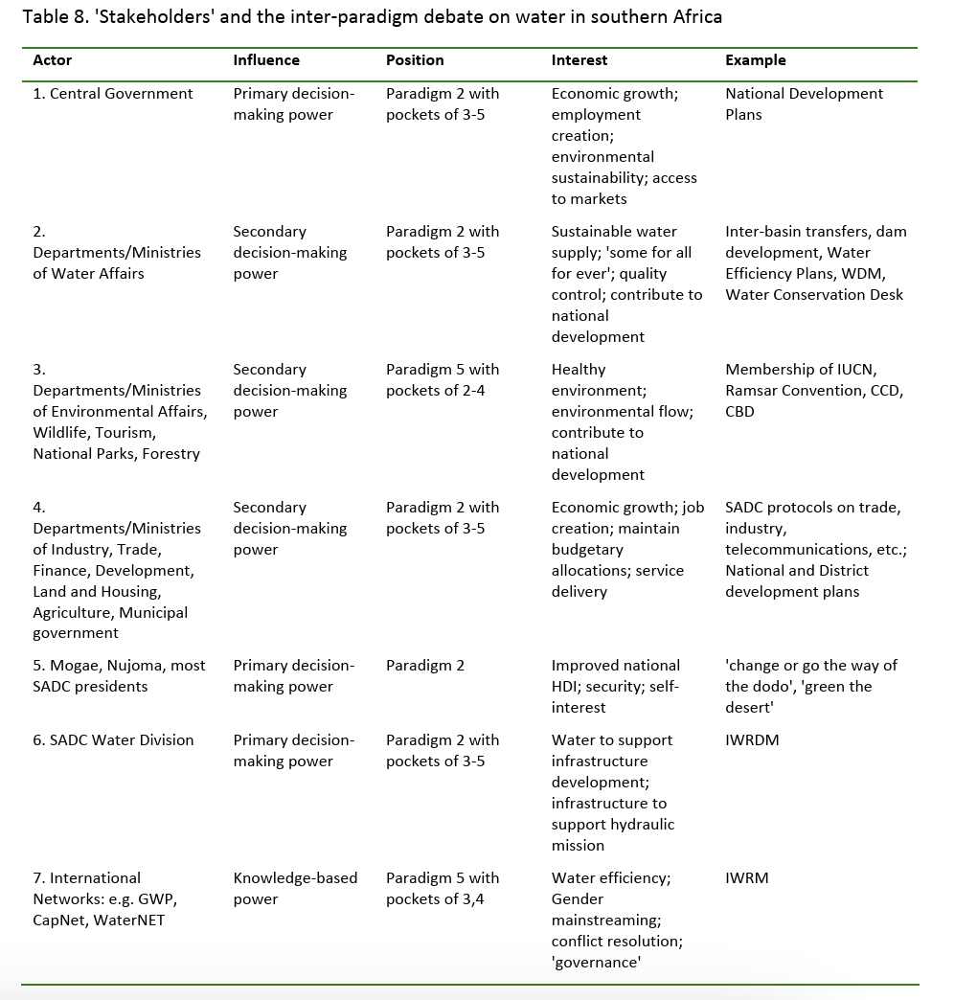 Table 8. 'Stakeholders' and the inter-paradigm debate on water in southern Africa
Actor Influence Position Interest Example
1. Central Government Primary decision- Paradigm 2 with Economic growth; National Development
making power pockets of 3-5 employment Plans
creation;
environmental
sustainability; access
to markets
2. Secondary Paradigm 2 with Sustainable water Inter-basin transfers, dam
Departments/Ministries decision-making pockets of 3-5 supply; 'some for all development, Water
of Water Affairs power for ever'; quality Efficiency Plans, WDM,
control; contribute to Water Conservation Desk
national
development
3. Secondary Paradigm 5 with Healthy Membership of IUCN,
Departments/Ministries decision-making pockets of 2-4 environment; Ramsar Convention, CCD,
of Environmental Affairs, power environmental flow; CBD
Wildlife, Tourism, contribute to
National Parks, Forestry national
development
4. Secondary Paradigm 2 with Economic growth; job SADC protocols on trade,
Departments/Ministries decision-making pockets of 3-5 creation; maintain industry,
of Industry, Trade, power budgetary telecommunications, etc.;
Finance, Development, allocations; service National and District
Land and Housing, delivery development plans
Agriculture, Municipal
government
5. Mogae, Nujoma, most Primary decision- Paradigm 2 Improved national 'change or go the way of
SADC presidents making power HDI; security; self- the dodo', 'green the
interest desert'
6. SADC Water Division Primary decision- Paradigm 2 with Water to support IWRDM
making power pockets of 3-5 infrastructure
development;
infrastructure to
support hydraulic
mission
7. International Knowledge-based Paradigm 5 with Water efficiency; IWRM
Networks: e.g. GWP, power pockets of 3,4 Gender
CapNet, WaterNET mainstreaming;
conflict resolution;
'governance'